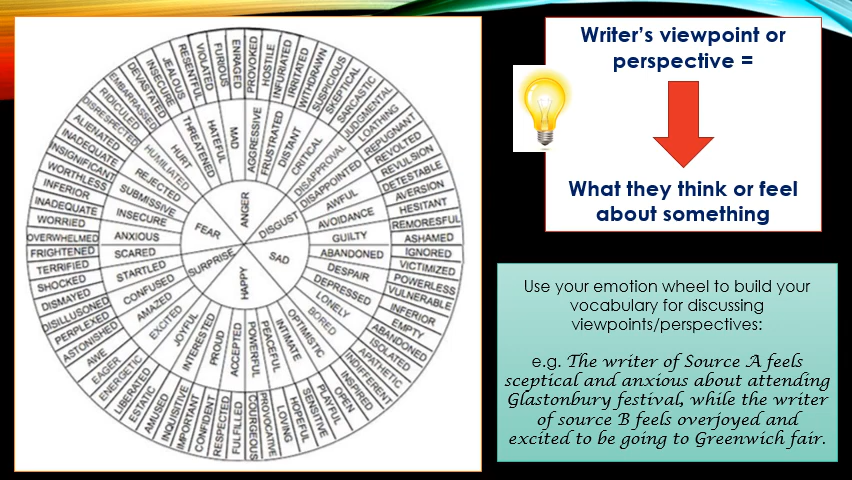 ANGER
DISGUST
SAD
HAPPY
SURPRISE
FEAR
HUMILIATED
HURT
THREATENED
HATEFUL
MAD
AGGRESSIVE
FRUSTRATED
DISTANT
CRITICAL
DISAPPROVAL
DISAPPOINTED
AWFUL
AVOIDANCE
GUILTY
ABANDONED
DESPAIR
DEPRESSED
LONELY
BORED
OPTIMISTIC
INTIMATE
PEACEFUL
POWERFUL
ACCEPTED
PROUD
INTERESTED
JOYFUL
EXCITED
AMAZED
CONFUSED
STARTLED
SCARED
ANXIOUS
INSECURE
SUBMISSIVE
REJECTED
RIDICULED
EMBARRASSED
DEVASTATED
INSECURE
JEALOUS
RESENTFUL
VIOLATED
FURIOUS
ENRAGED
PROVOKED
HOSTILE
INFURIATED
IRRITATED
WITHDRAWN
SUSPICIOUS
SKEPTICAL
SARCASTIC
JUDGMENTAL
LOATHING
REPUGNANT
REVOLTED
REVULSION
DETESTABLE
AVERSION
HESITANT
REMORESFUL
ASHAMED
IGNORED
VICTIMIZED
POWERLESS
VULNERABLE
INFERIOR
EMPTY
ABANDONED
ISOLATED
APATHETIC
INDIFFERENT
INSPIRED
OPEN
PLAYFUL
SENSITIVE
HOPEFUL
LOVING
PROVOCATIVE
COURGEOUS
FULFILLED
RESPECTED
CONFIDENT
IMPORTANT
INQUISITIVE
AMUSED
ESTATIC
LIBERATED
ENERGETIC
EAGER
AWE
ASTONISHED
PERPLEXED
DISILLUSONED
DISMAYED
SHOCKED
TERRIFIED
FRIGHTENED
OVERWHELMED
WORRIED
INADEQUATE
INFERIOR
WORTHLESS
INSIGNIFICANT
INADEQUATE
ALIENATED
DISRESPECTED
Writer's viewpoint or
perspective =
What they think or feel
about something
Use your emotion wheel to build your
vocabulary for discussing
viewpoints/perspectives:
e.g. The writer of Source A feels
sceptical and anxious about attending
Glastonbury festival, while the writer
of source B feels overjoyed and
excited to be going to Greenwich fair.